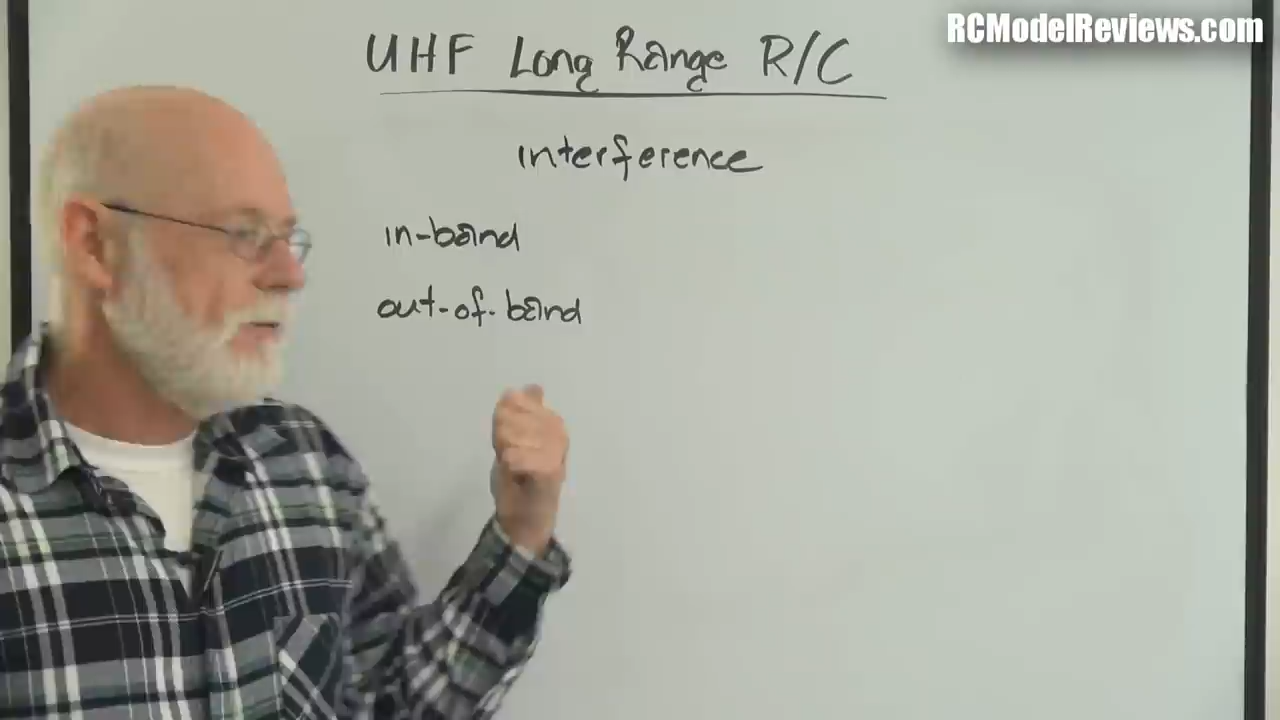 RCModelReviews.com
UHF Long Range R/C
interference
in-band
out-of-band